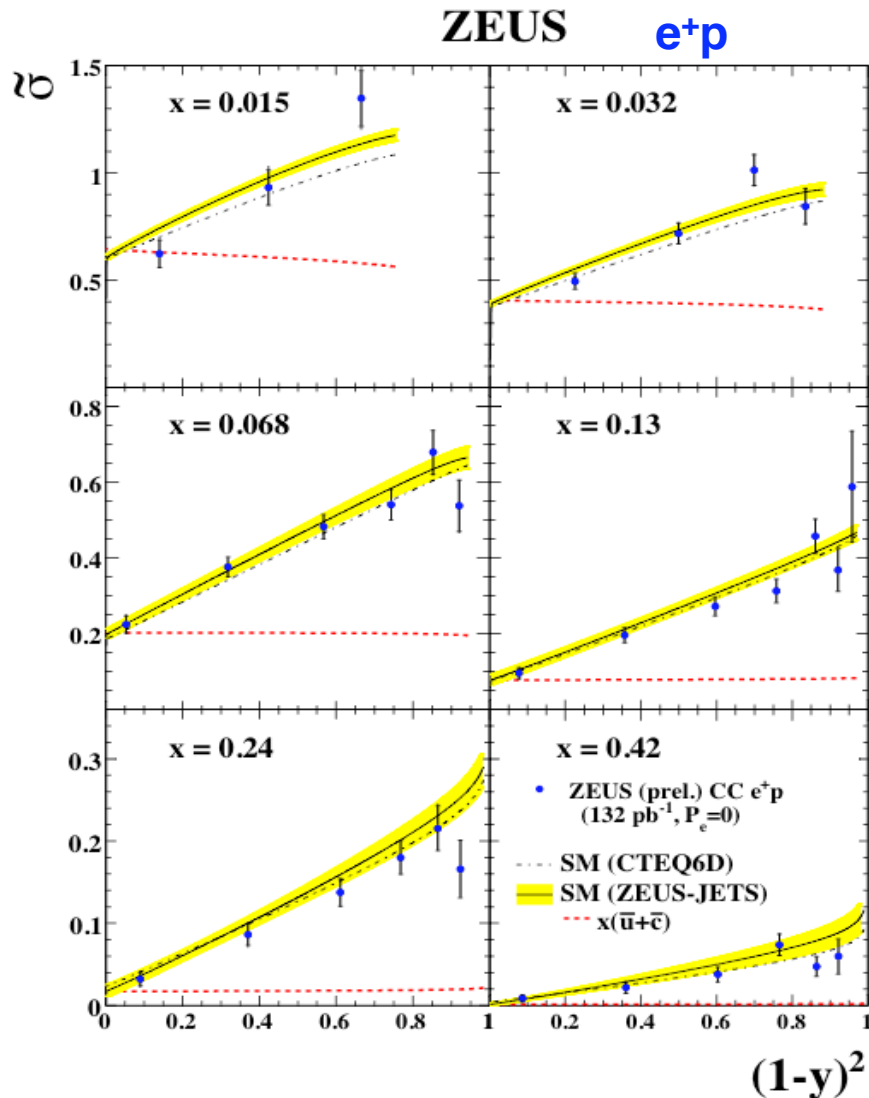 ZEUS e⁺p
σ̃
1.5
1
0.5
x = 0.015
x = 0.032
0.8
0.6
0.4
0.2
x = 0.068
x = 0.13
0.3
0.2
0.1
0
x = 0.24
x = 0.42
ZEUS (prel.) CC e⁺p
(132 pb⁻¹, Pₑ=0)
SM (CTEQ6D)
SM (ZEUS-JETS)
x(u̅+c̅)
0 0.2 0.4 0.6 0.8 1 0.2 0.4 0.6 0.8 1
(1-y)²